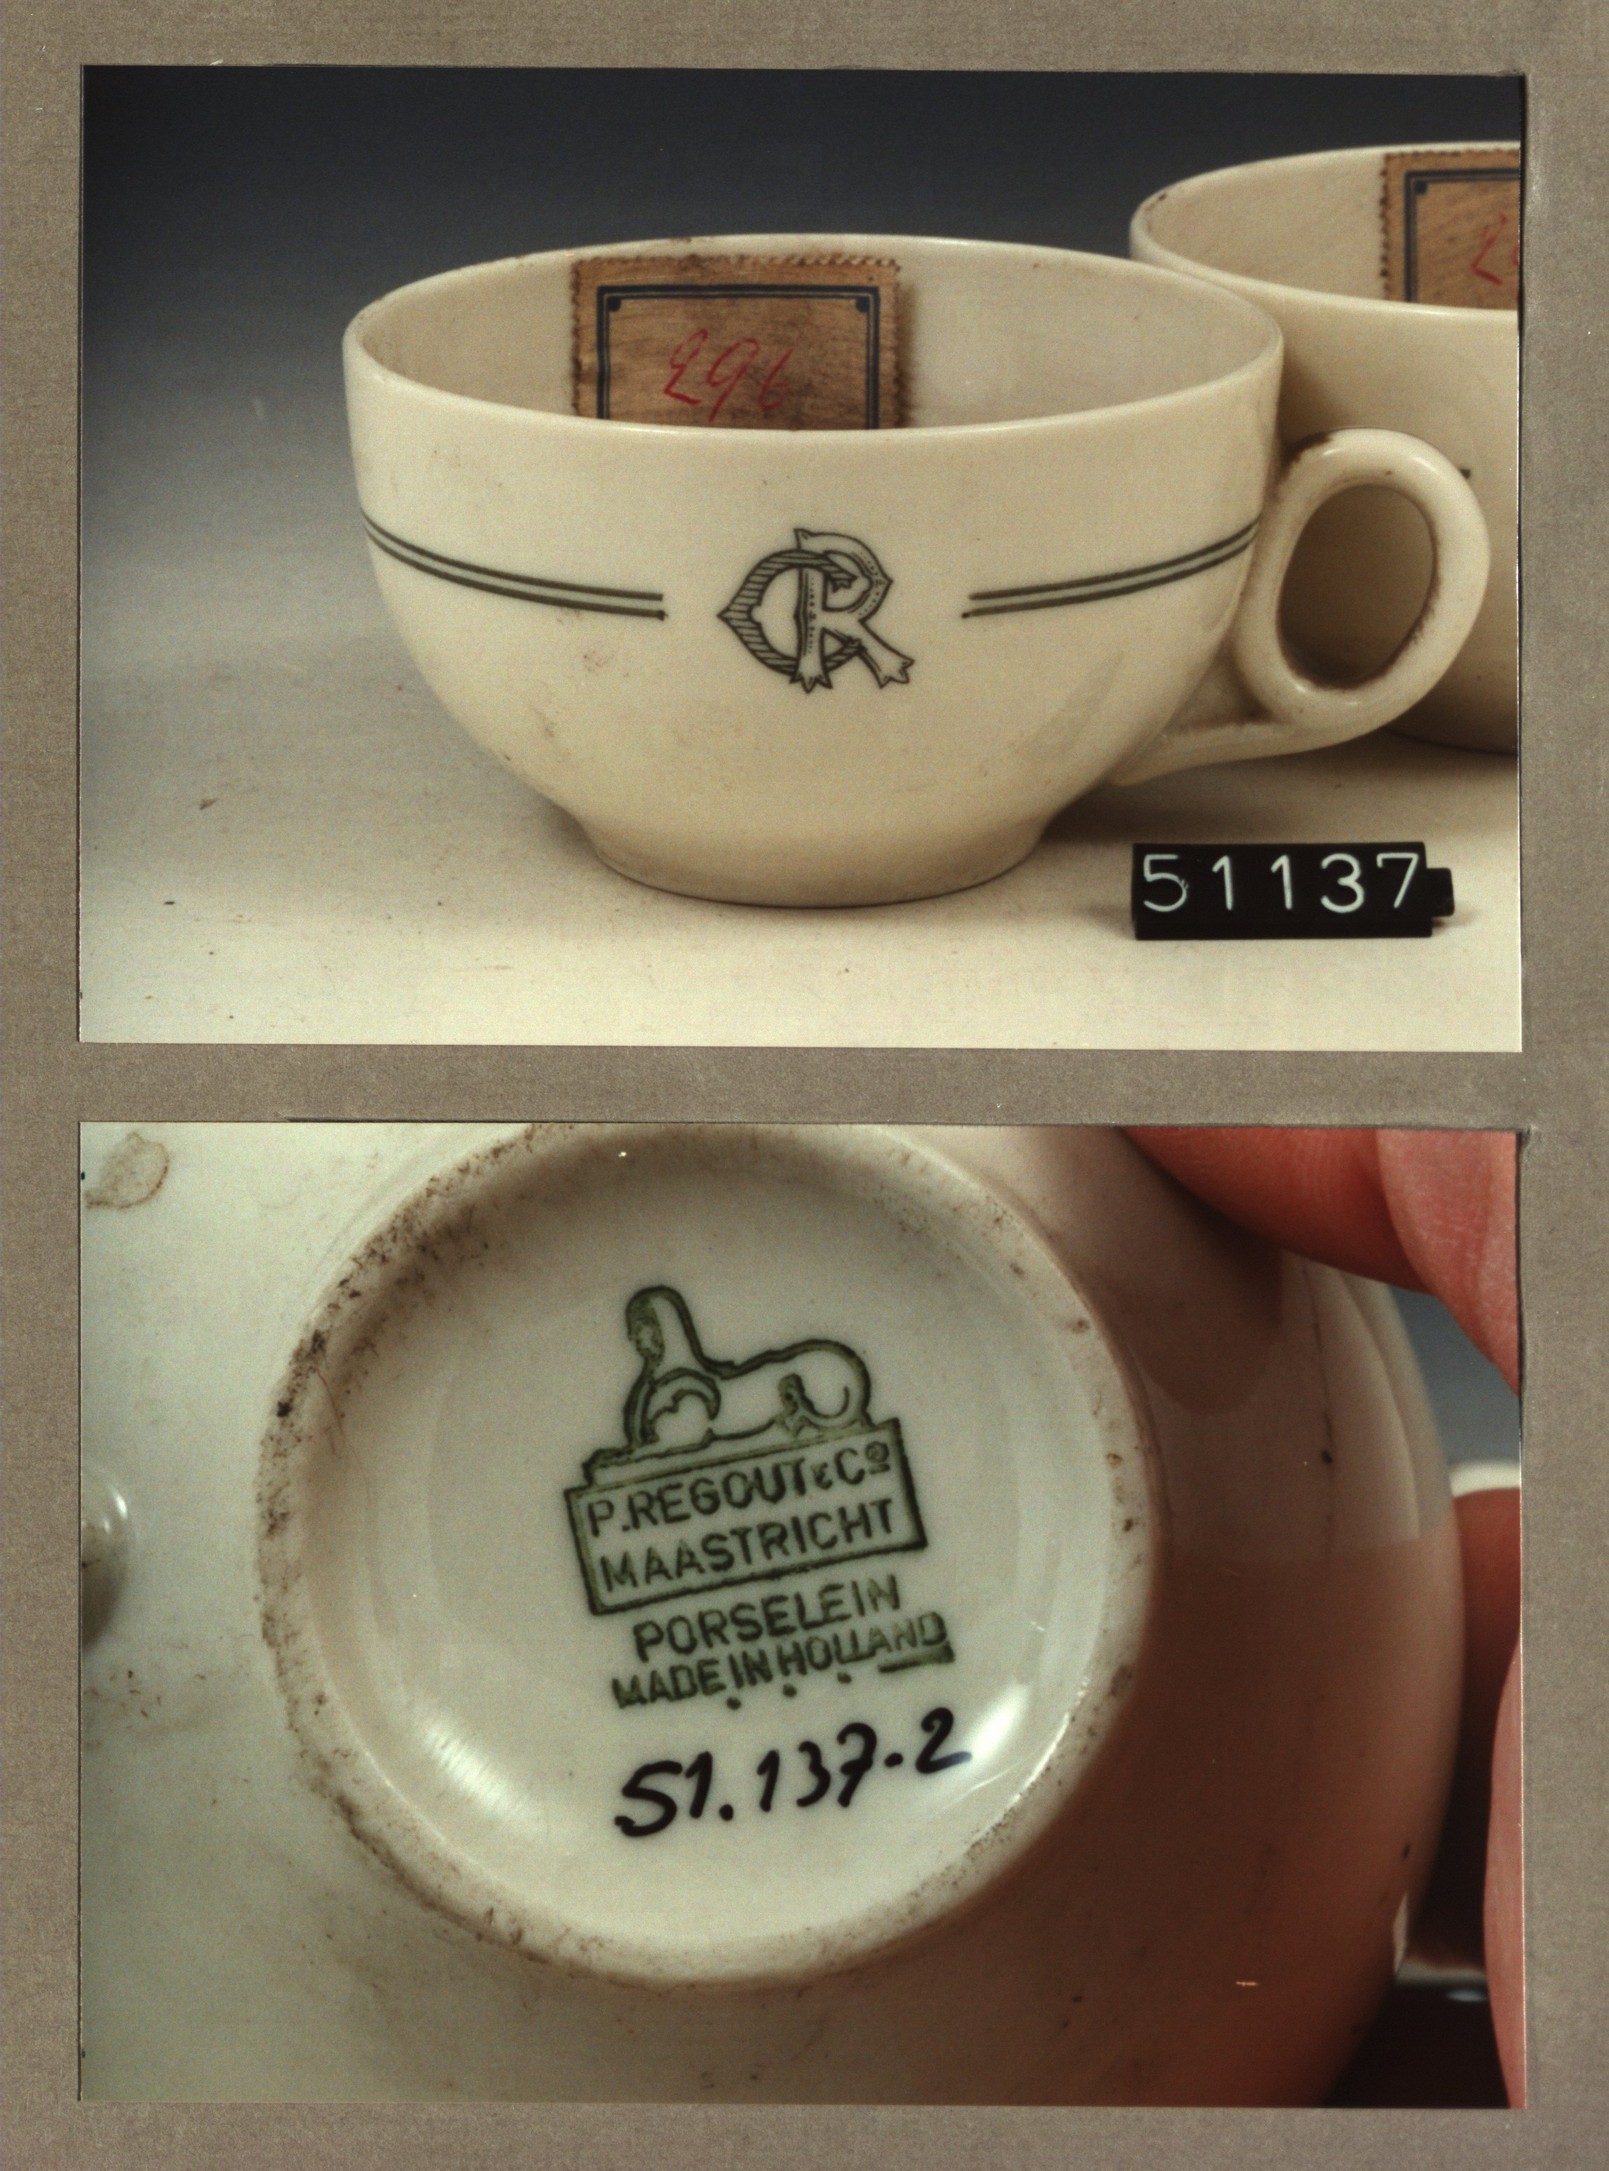 296
CR
51137
P. REGOUT & Cº
MAASTRICHT
PORSELEIN
MADE IN HOLLAND
51.137-2